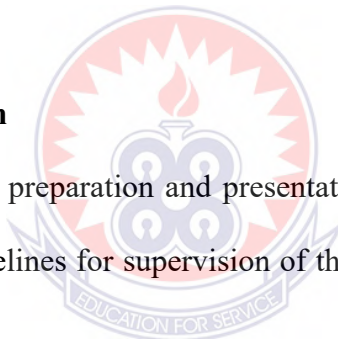 n
preparation and presentat
elines for supervision of th
EDUCATION FOR SERVICE